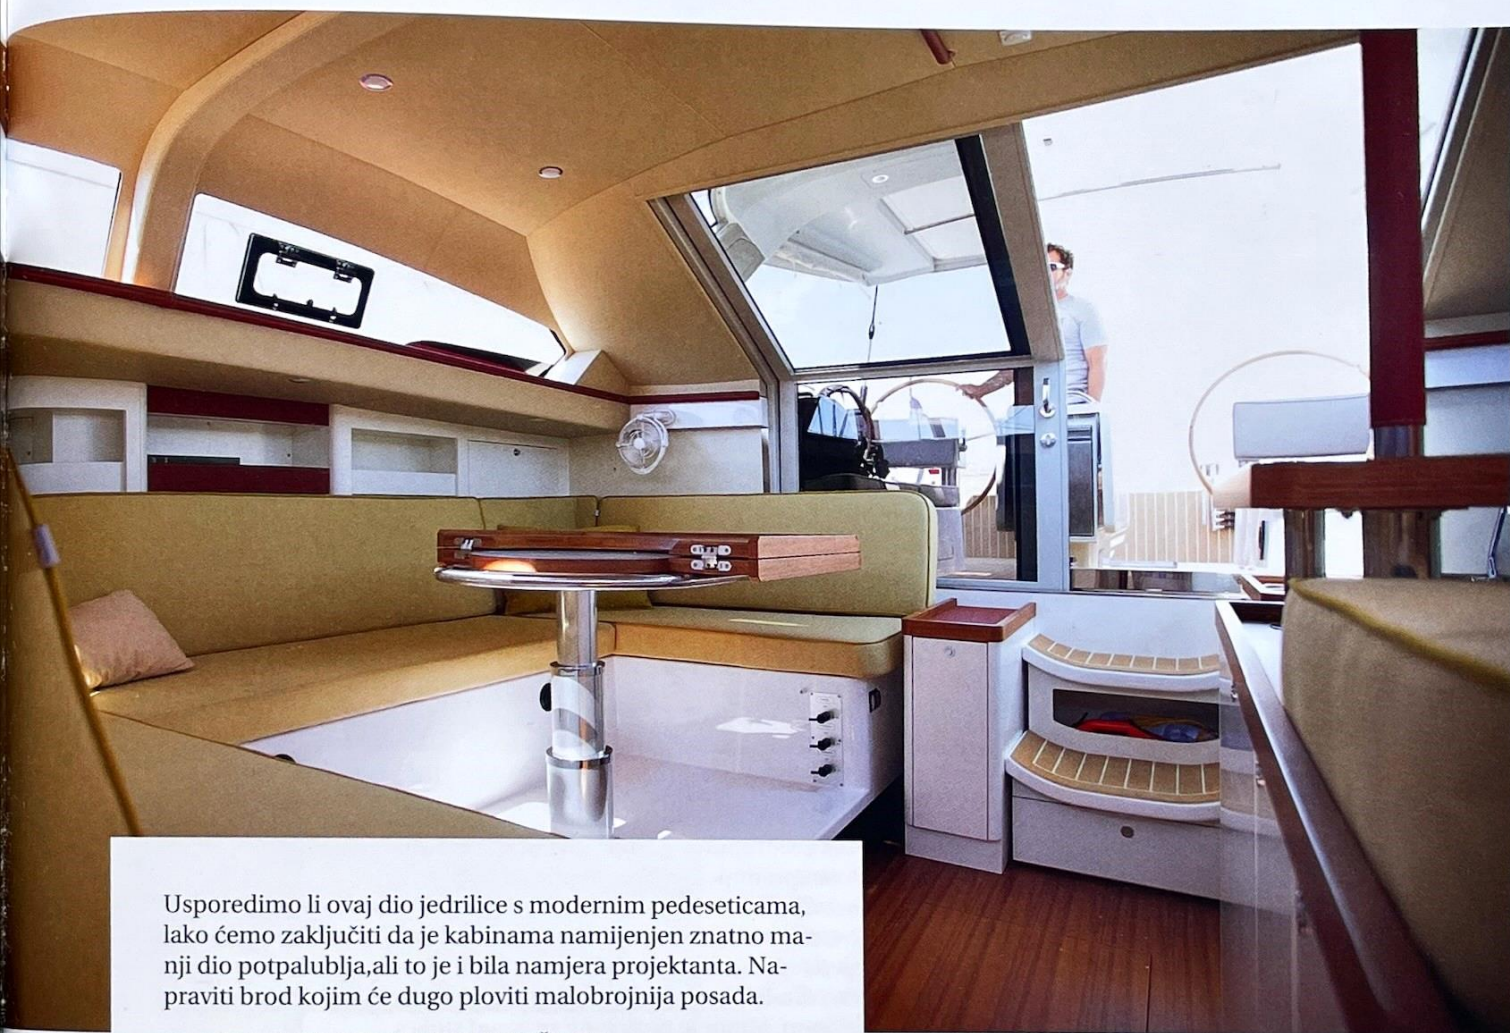 Usporedimo li ovaj dio jedrilice s modernim pedeseticama,
lako ćemo zaključiti da je kabinama namijenjen znatno ma-
nji dio potpalublja,ali to je i bila namjera projektanta. Na-
praviti brod kojim će dugo ploviti malobrojnija posada.